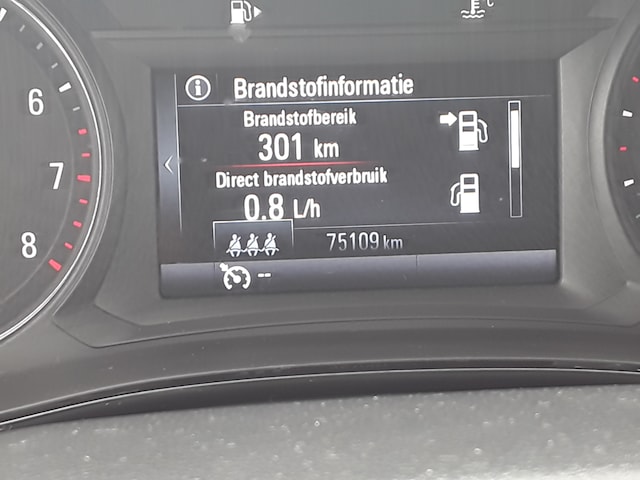 Brandstofinformatie
Brandstofbereik
301 km
Direct brandstofverbruik
0.8 L/h
75109 km
--
6
7
8